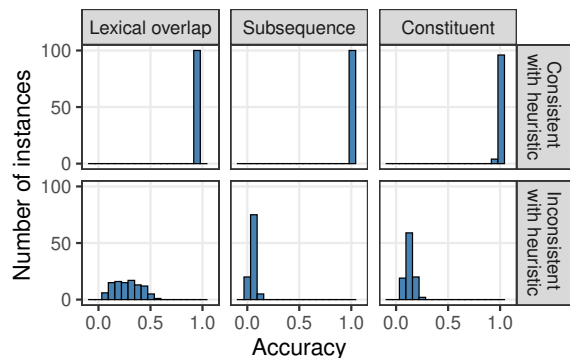 Lexical overlap
Subsequence
Constituent
Number of instances
100
50
0
Consistent
with heuristic
100
50
0
Inconsistent
with heuristic
0.0 0.5 1.0
0.0 0.5 1.0
0.0 0.5 1.0
Accuracy